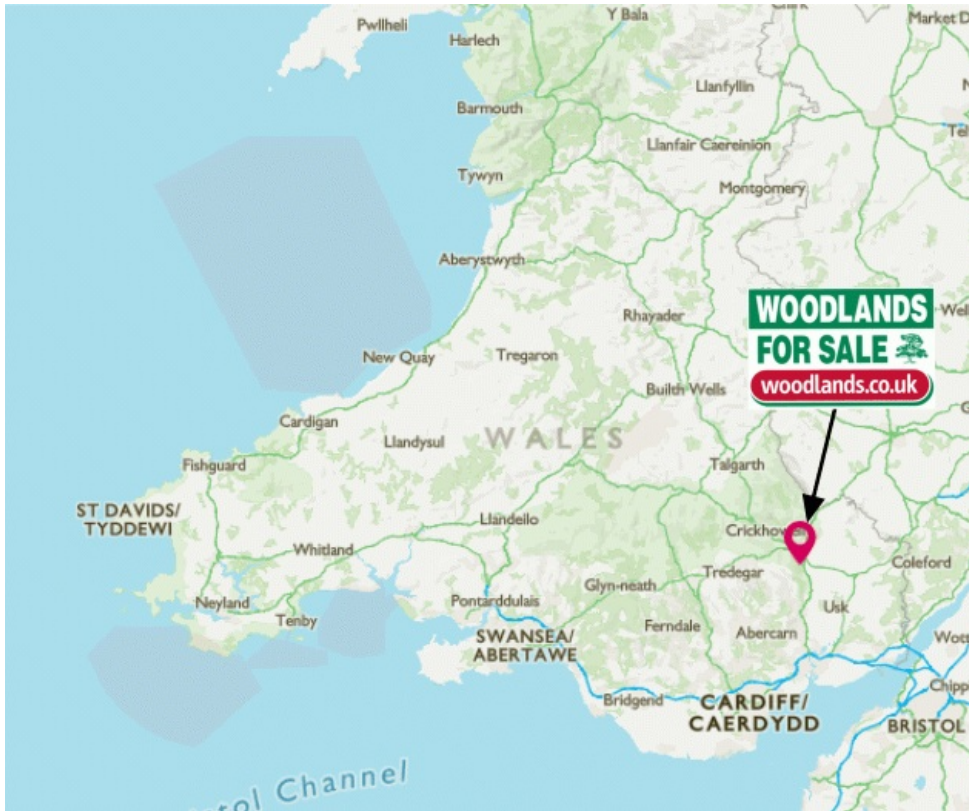 Pwllheli
Y Bala
Market D
Harlech
Llanfyllin
Barmouth
Llanfair Caereinion
Tywyn
Montgomery
Aberystwyth
WOODLANDS
FOR SALE
woodlands.co.uk
Rhayader
New Quay
Tregaron
Builth Wells
Cardigan
Llandysul
WALES
Fishguard
Talgarth
ST DAVIDS/
TYDDEWI
Llandeilo
Whitland
Coleford
Glyn-neath
Tredegar
Neyland
Pontarddulais
Usk
Tenby
Ferndale
Abercarn
SWANSEA/
ABERTAWE
Bridgend
CARDIFF/
CAERDYDD
BRISTOL
Channel